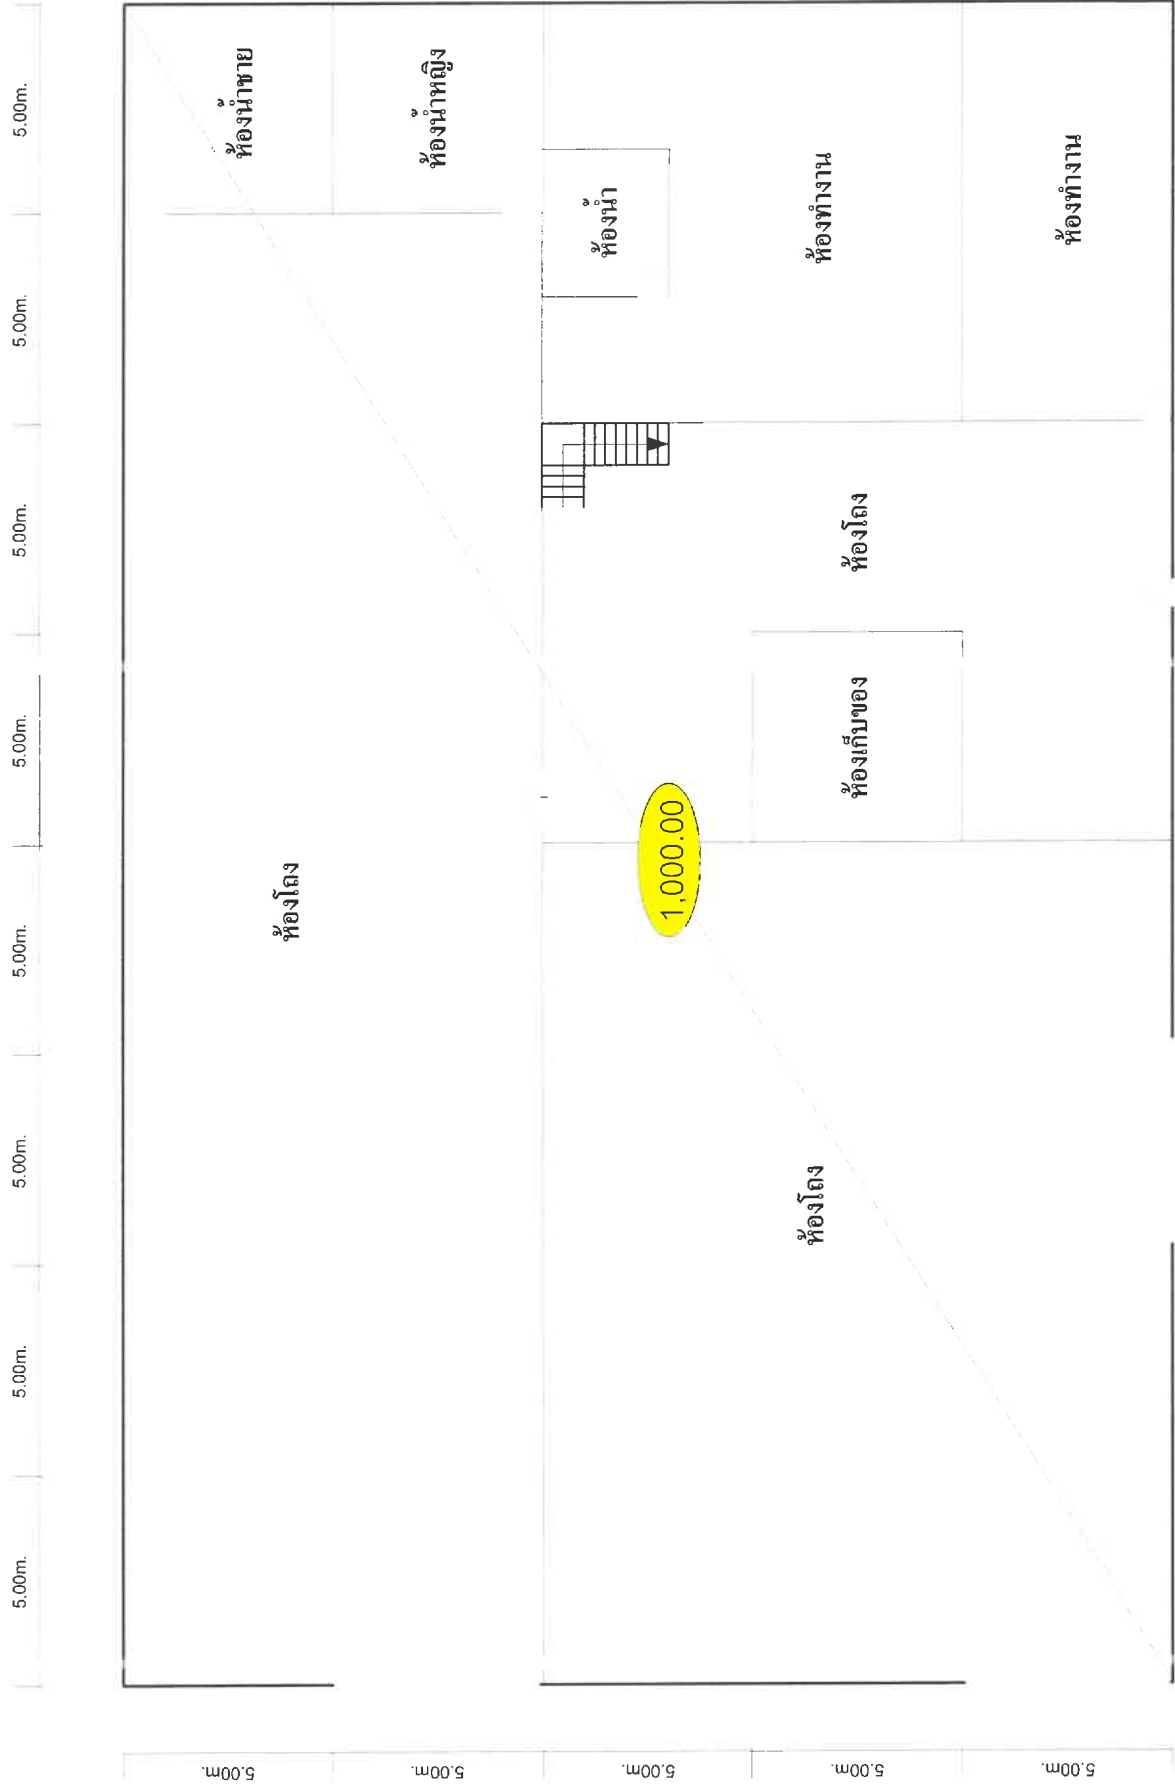 5.00m.
5.00m.
5.00m.
5.00m.
5.00m.
5.00m.
5.00m.
5.00m.
5.00m.
ห้องโถง
ห้องน้ำชาย
5.00m.
ห้องน้ำหญิง
5.00m.
ห้องน้ำ
1,000.00
5.00m.
ห้องโถง
ห้องเก็บของ
ห้องโถง
ห้องทำงาน
5.00m.
ห้องทำงาน